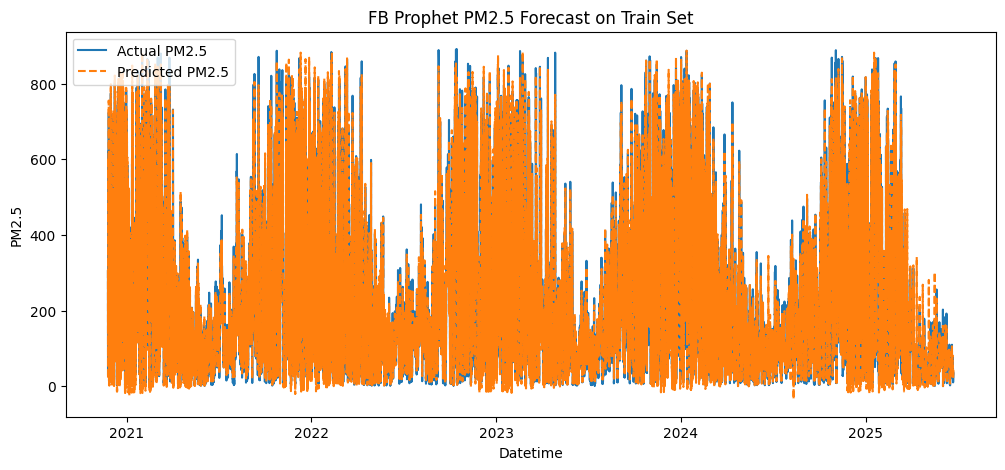 FB Prophet PM2.5 Forecast on Train Set
Actual PM2.5
Predicted PM2.5
PM2.5
800
600
400
200
0
2021 2022 2023 2024 2025
Datetime